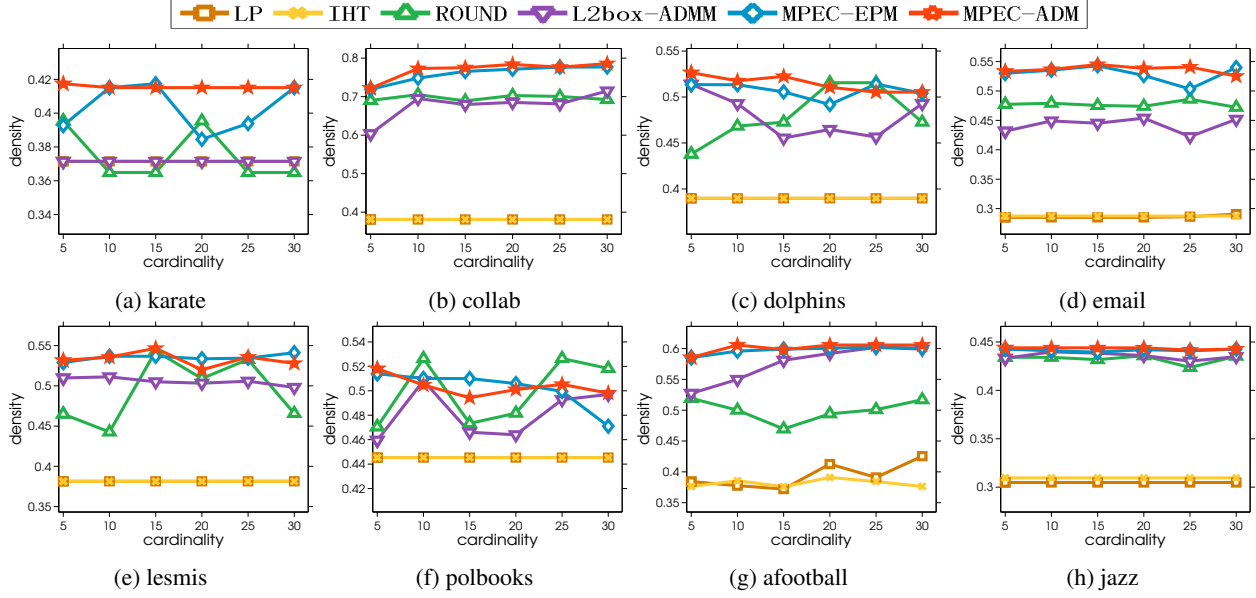 LP IHT ROUND L2box-ADMM MPEC-EPM MPEC-ADM
density
0.42
0.4
0.38
0.36
0.34
5 10 15 20 25 30
cardinality
(a) karate
density
0.8
0.7
0.6
0.5
0.4
5 10 15 20 25 30
cardinality
(b) collab
density
0.55
0.5
0.45
0.4
5 10 15 20 25 30
cardinality
(c) dolphins
density
0.55
0.5
0.45
0.4
0.35
0.3
5 10 15 20 25 30
cardinality
(d) email
density
0.55
0.5
0.45
0.4
0.35
5 10 15 20 25 30
cardinality
(e) lesmis
density
0.54
0.52
0.5
0.48
0.46
0.44
0.42
5 10 15 20 25 30
cardinality
(f) polbooks
density
0.6
0.55
0.5
0.45
0.4
0.35
5 10 15 20 25 30
cardinality
(g) afootball
density
0.45
0.4
0.35
0.3
5 10 15 20 25 30
cardinality
(h) jazz